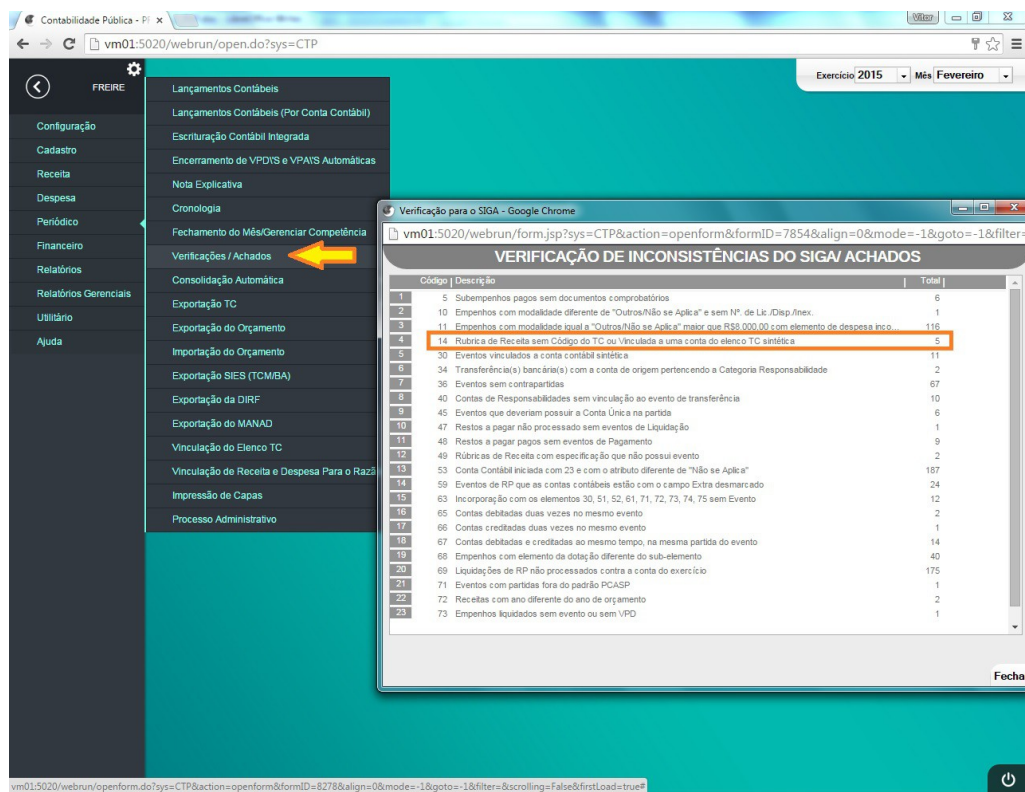 Contabilidade Pública - PF
Vitor
vm01:5020/webrun/open.do?sys=CTP
FREIRE
Exercício 2015 Mês Fevereiro
Configuração
Cadastro
Receita
Despesa
Periódico
Financeiro
Relatórios
Relatórios Gerenciais
Utilitário
Ajuda
Lançamentos Contábeis
Lançamentos Contábeis (Por Conta Contábil)
Escrituração Contábil Integrada
Encerramento de VPD\'S e VPA\'S Automáticas
Nota Explicativa
Cronologia
Fechamento do Mês/Gerenciar Competência
Verificações / Achados
Consolidação Automática
Exportação TC
Exportação do Orçamento
Importação do Orçamento
Exportação SIES (TCM/BA)
Exportação da DIRF
Exportação do MANAD
Vinculação do Elenco TC
Vinculação de Receita e Despesa Para o Razã
Impressão de Capas
Processo Administrativo
Verificação para o SIGA - Google Chrome
vm01:5020/webrun/form.jsp?sys=CTP&action=openform&formID=7854&align=0&mode=-1&goto=-1&filter=
VERIFICAÇÃO DE INCONSISTÊNCIAS DO SIGA/ ACHADOS
Código | Descrição | Total |
1 5 Subempenhos pagos sem documentos comprobatórios 6
2 10 Empenhos com modalidade diferente de "Outros/Não se Aplica" e sem Nº. de Lic./Disp./Inex. 1
3 11 Empenhos com modalidade igual a "Outros/Não se Aplica" maior que R$8.000,00 com elemento de despesa inco... 116
4 14 Rubrica de Receita sem Código do TC ou Vinculada a uma conta do elenco TC sintética 5
5 30 Eventos vinculados a conta contábil sintética 11
6 34 Transferência(s) bancária(s) com a conta de origem pertencendo a Categoria Responsabilidade 2
7 36 Eventos sem contrapartidas 67
8 40 Contas de Responsabilidades sem vinculação ao evento de transferência 10
9 45 Eventos que deveriam possuir a Conta Única na partida 6
10 47 Restos a pagar não processado sem eventos de Liquidação 1
11 48 Restos a pagar pagos sem eventos de Pagamento 9
12 49 Rúbricas de Receita com especificação que não possui evento 2
13 53 Conta Contábil iniciada com 23 e com o atributo diferente de "Não se Aplica" 187
14 59 Eventos de RP que as contas contábeis estão com o campo Extra desmarcado 24
15 63 Incorporação com os elementos 30, 51, 52, 61, 71, 72, 73, 74, 75 sem Evento 12
16 65 Contas debitadas duas vezes no mesmo evento 2
17 66 Contas creditadas duas vezes no mesmo evento 1
18 67 Contas debitadas e creditadas ao mesmo tempo, na mesma partida do evento 14
19 68 Empenhos com elemento da dotação diferente do sub-elemento 40
20 69 Liquidações de RP não processados contra a conta do exercício 175
21 71 Eventos com partidas fora do padrão PCASP 1
22 72 Receitas com ano diferente do ano de orçamento 2
23 73 Empenhos liquidados sem evento ou sem VPD 1
Fecha
vm01:5020/webrun/openform.do?sys=CTP&action=openform&formID=8278&align=0&mode=-1&goto=-1&filter=&scrolling=False&firstLoad=true#